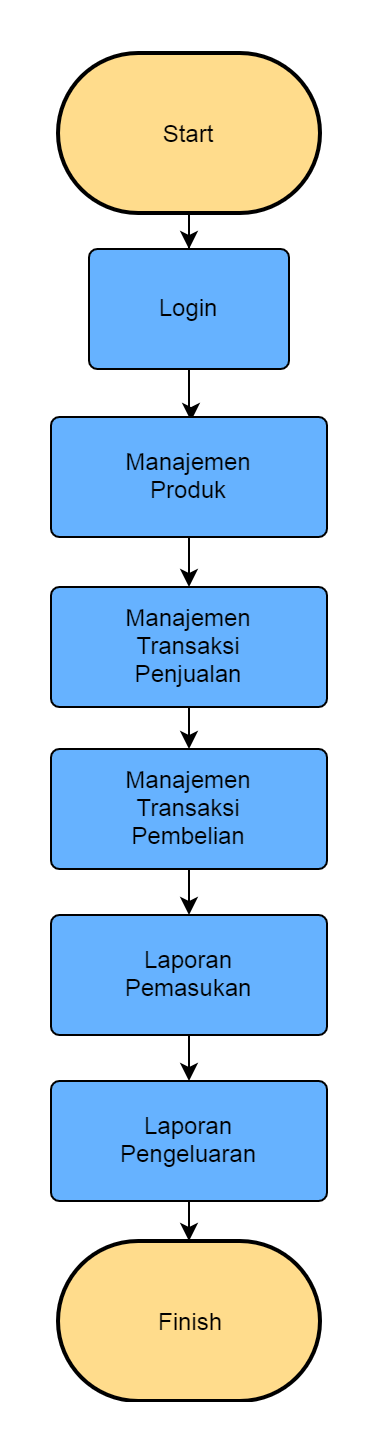 Start
Login
Manajemen
Produk
Manajemen
Transaksi
Penjualan
Manajemen
Transaksi
Pembelian
Laporan
Pemasukan
Laporan
Pengeluaran
Finish